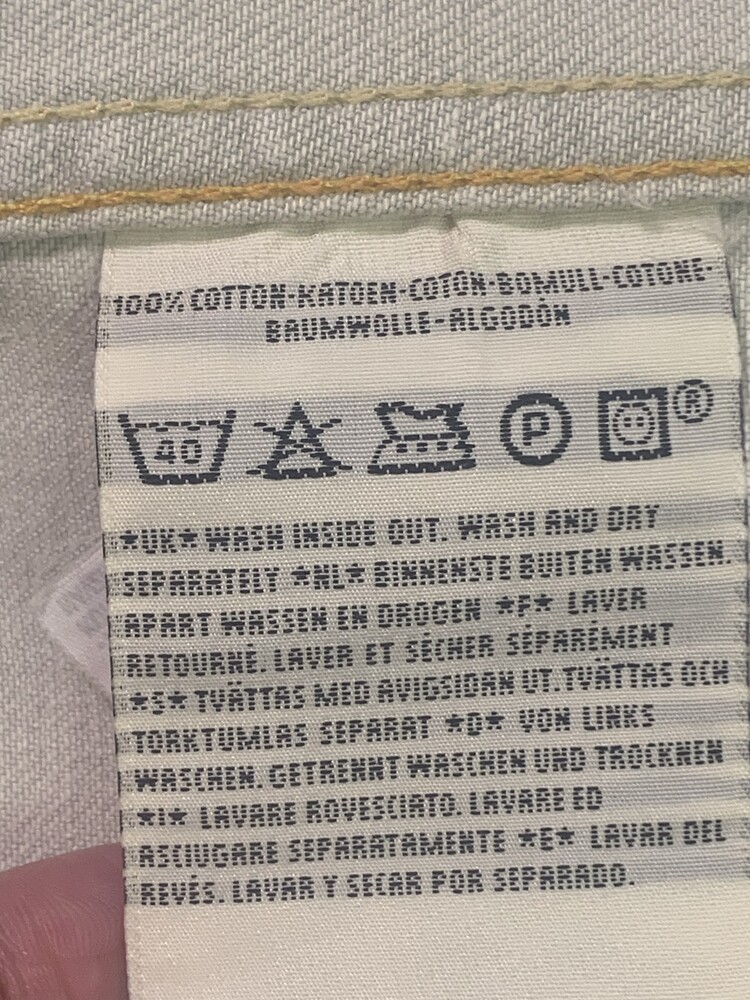 100% COTTON-KATOEN-COTON-BOMULL-COTONE-
BAUMWOLLE-ALGODÓN
40 P ®
*UK* WASH INSIDE OUT. WASH AND DRY
SEPARATELY *NL* BINNENSTE BUITEN WASSEN.
APART WASSEN EN DROGEN *F* LAVER
RETOURNÉ. LAVER ET SÉCHER SÉPARÉMENT
*S* TVÄTTAS MED AVIGSIDAN UT.TVÄTTAS OCH
TORKTUMLAS SEPARAT *D* VON LINKS
WASCHEN. GETRENNT WASCHEN UND TROCKNEN
*I* LAVARE ROVESCIATO. LAVARE ED
ASCIUGARE SEPARATAMENTE *E* LAVAR DEL
REVÉS. LAVAR Y SECAR POR SEPARADO.